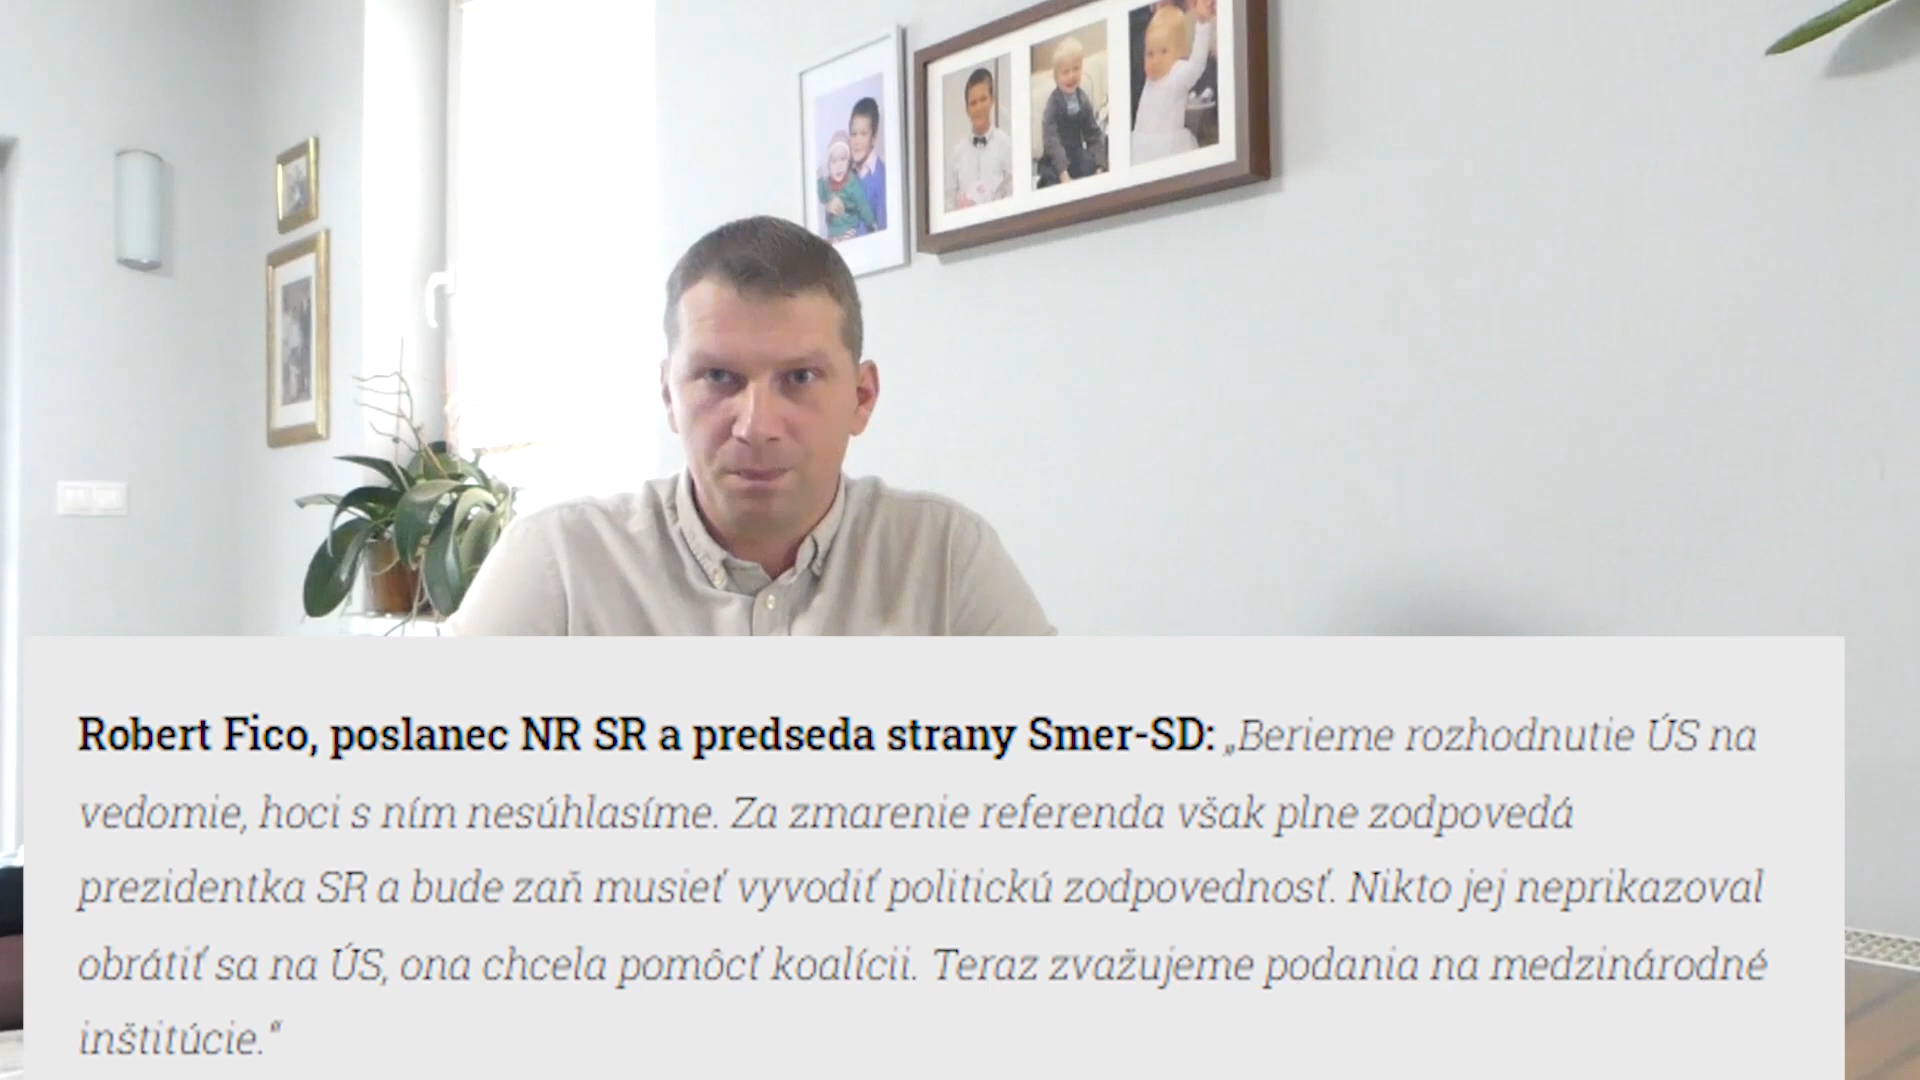 Robert Fico, poslanec NR SR a predseda strany Smer-SD: „Berieme rozhodnutie ÚS na
vedomie, hoci s ním nesúhlasíme. Za zmarenie referenda však plne zodpovedá
prezidentka SR a bude zaň musieť vyvodiť politickú zodpovednosť. Nikto jej neprikazoval
obrátiť sa na ÚS, ona chcela pomôcť koalícii. Teraz zvažujeme podania na medzinárodné
inštitúcie.“